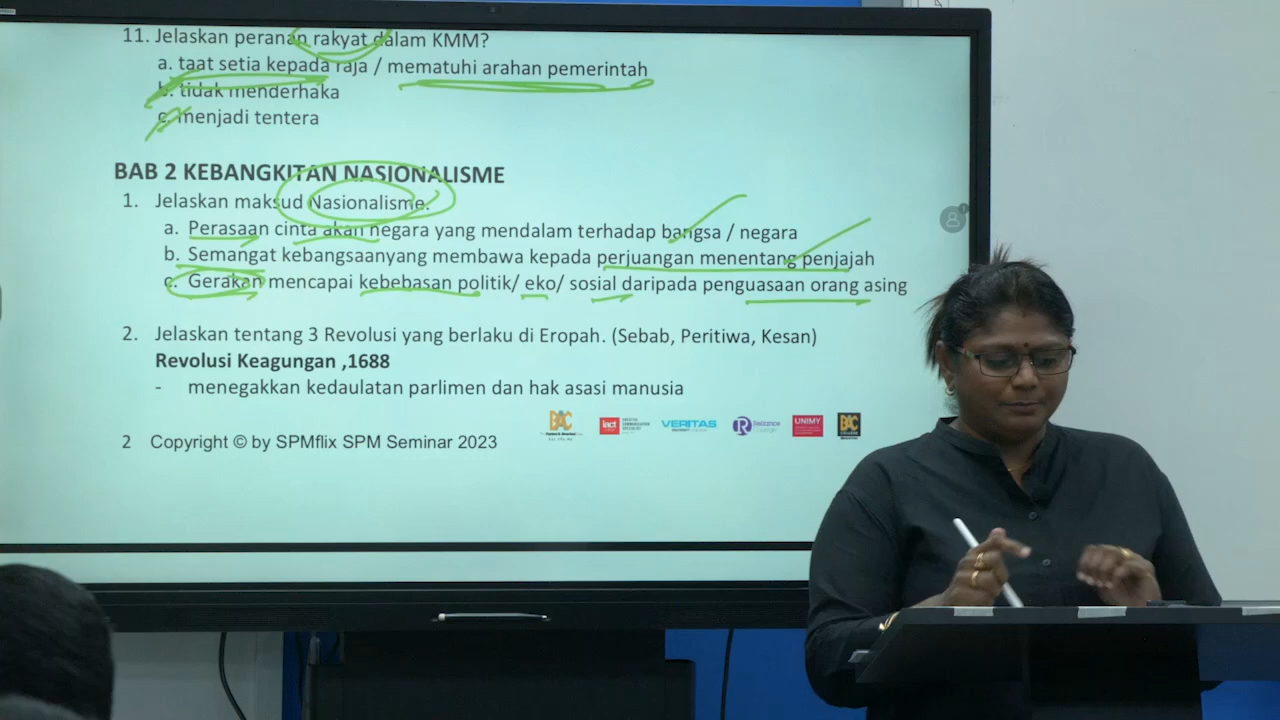 11. Jelaskan peranan rakyat dalam KMM?
a. taat setia kepada raja / mematuhi arahan pemerintah
b. tidak menderhaka
c. menjadi tentera
BAB 2 KEBANGKITAN NASIONALISME
1. Jelaskan maksud Nasionalisme.
a. Perasaan cinta akan negara yang mendalam terhadap bangsa / negara
b. Semangat kebangsaanyang membawa kepada perjuangan menentang penjajah
c. Gerakan mencapai kebebasan politik/ eko/ sosial daripada penguasaan orang asing
2. Jelaskan tentang 3 Revolusi yang berlaku di Eropah. (Sebab, Peritiwa, Kesan)
Revolusi Keagungan ,1688
- menegakkan kedaulatan parlimen dan hak asasi manusia
BAC iact VERITAS R UNIMY BAC
2 Copyright © by SPMflix SPM Seminar 2023